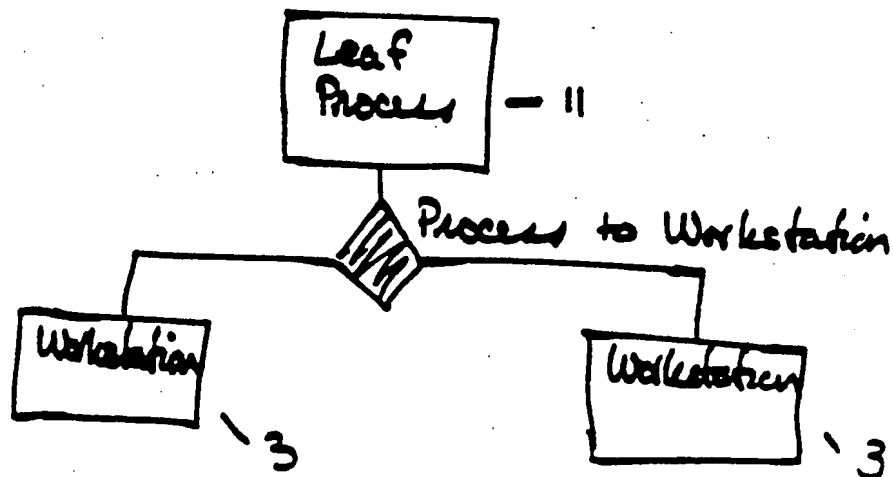 Leaf
Process
11
Process to Workstation
Workstation
3
Workstation
3